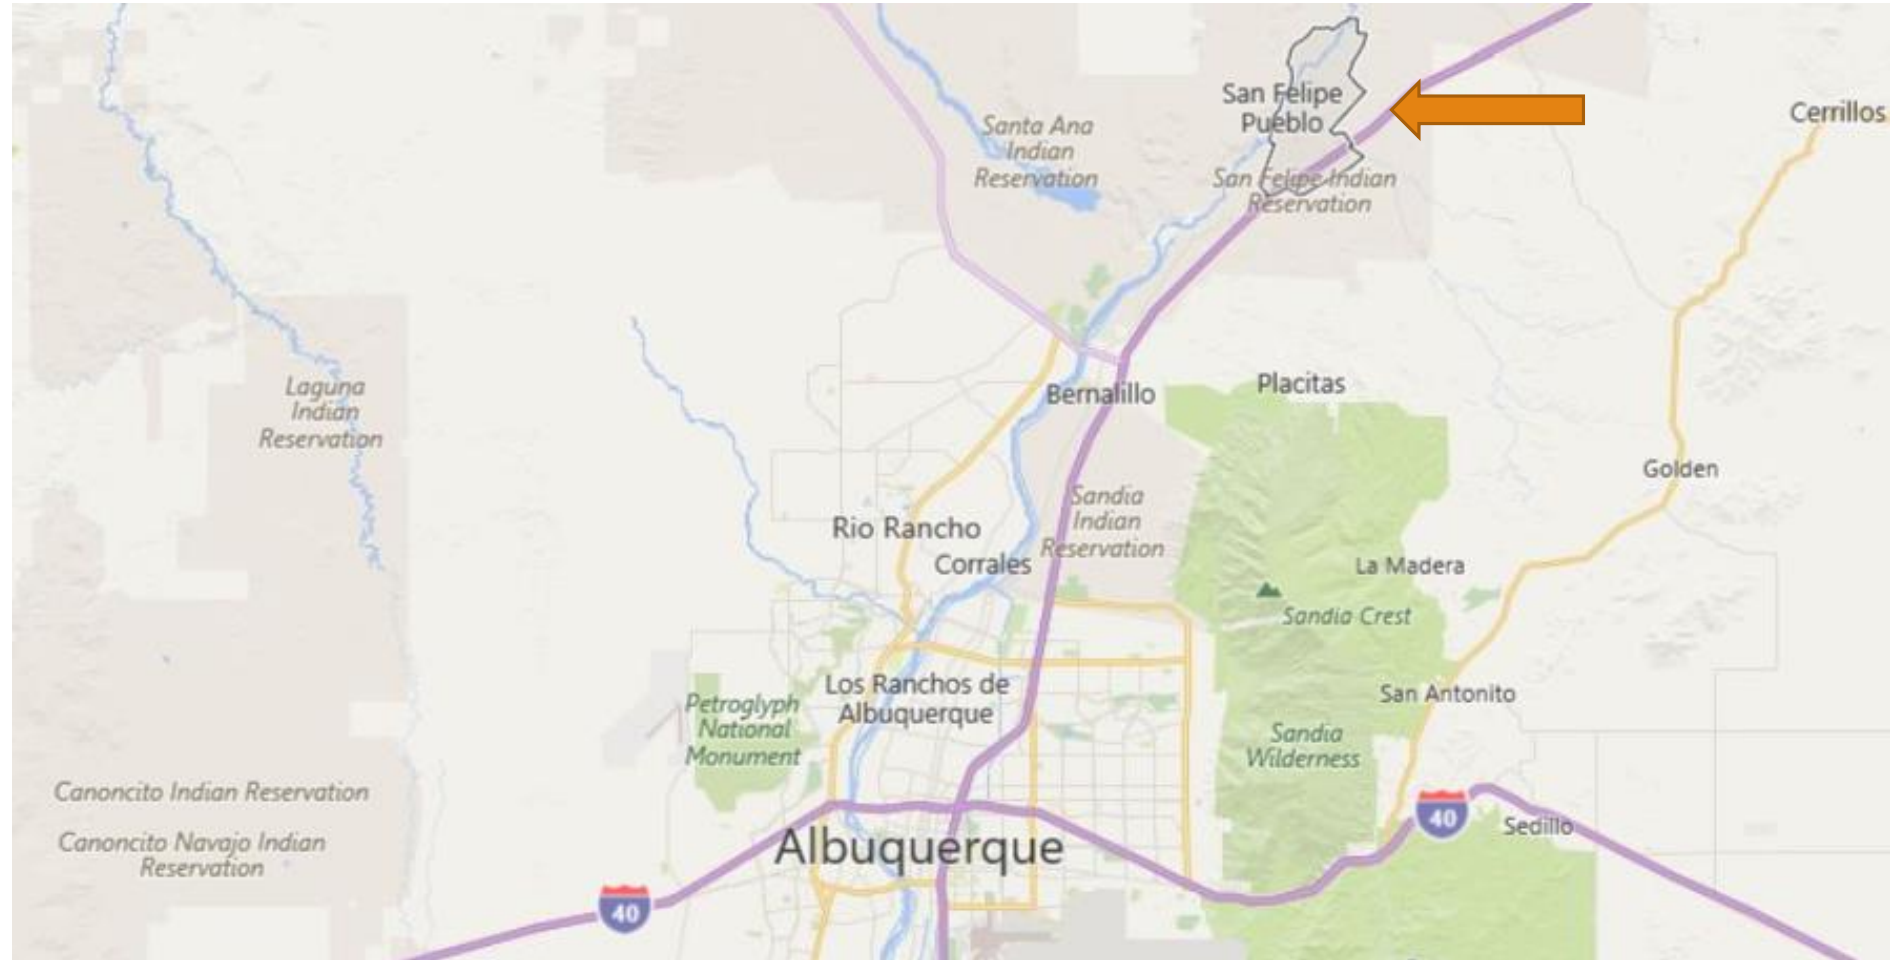 San Felipe
Pueblo
Cerrillos
Santa Ana
Indian
Reservation
San Felipe Indian
Reservation
Laguna
Indian
Reservation
Bernalillo
Placitas
Golden
Sandia
Indian
Reservation
Rio Rancho
Corrales
La Madera
Sandia Crest
Los Ranchos de
Albuquerque
San Antonito
Petroglyph
National
Monument
Sandia
Wilderness
Canoncito Indian Reservation
Canoncito Navajo Indian
Reservation
40
Sedillo
Albuquerque
40